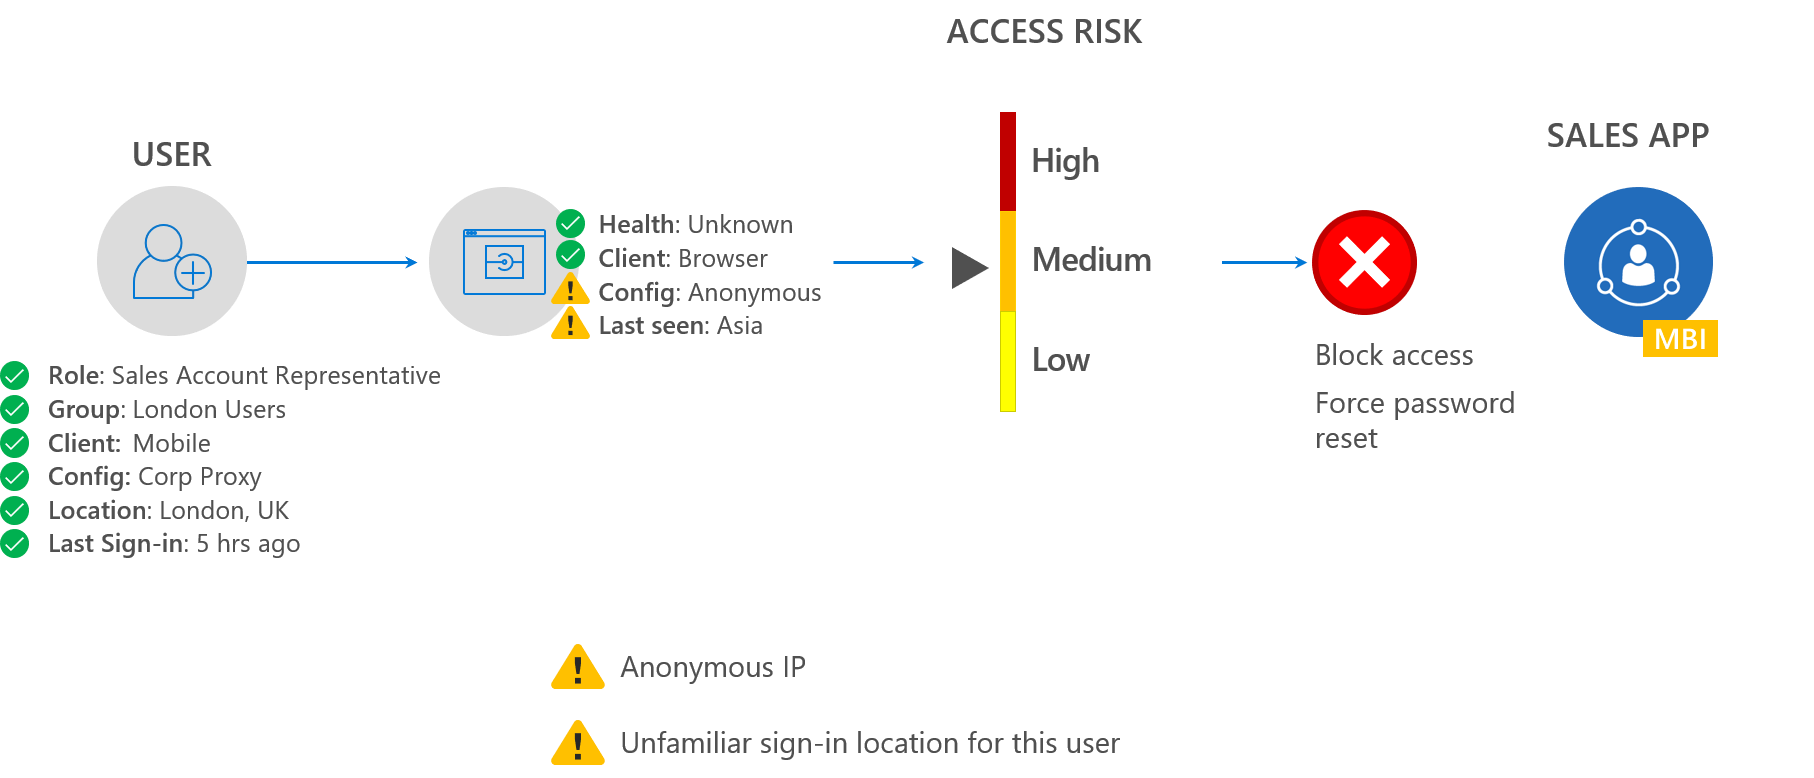 ACCESS RISK
USER
SALES APP
High
Medium
Low
Health: Unknown
Client: Browser
Config: Anonymous
Last seen: Asia
MBI
Block access
Force password
reset
Role: Sales Account Representative
Group: London Users
Client: Mobile
Config: Corp Proxy
Location: London, UK
Last Sign-in: 5 hrs ago
Anonymous IP
Unfamiliar sign-in location for this user